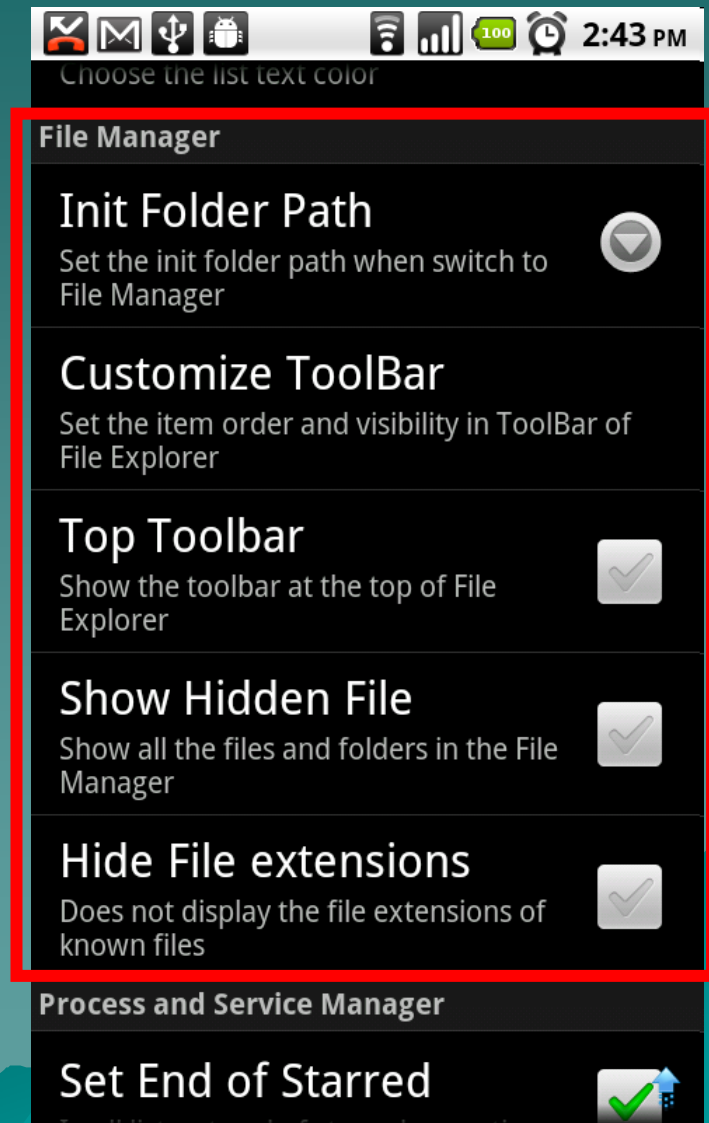 100 2:43 PM
Choose the list text color
File Manager
Init Folder Path
Set the init folder path when switch to
File Manager
Customize ToolBar
Set the item order and visibility in ToolBar of
File Explorer
Top Toolbar
Show the toolbar at the top of File
Explorer
Show Hidden File
Show all the files and folders in the File
Manager
Hide File extensions
Does not display the file extensions of
known files
Process and Service Manager
Set End of Starred